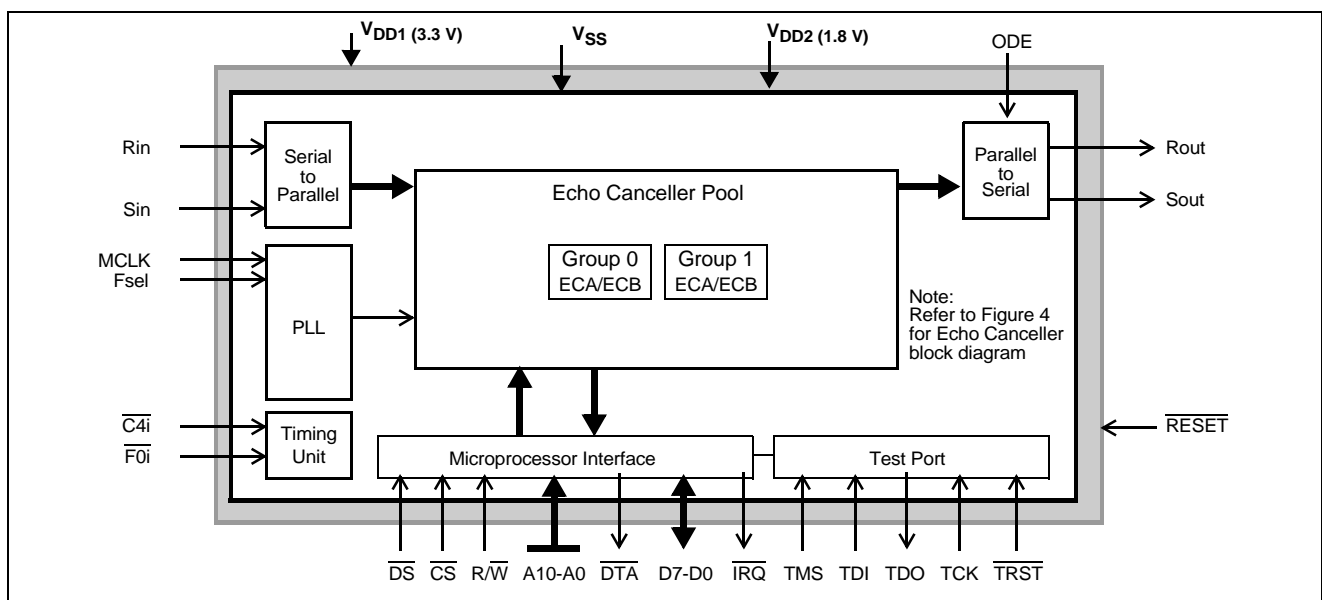 VDD1 (3.3 V)
VSS
VDD2 (1.8 V)
ODE
Rin
Sin
Serial
to
Parallel
Echo Canceller Pool
Group 0
ECA/ECB
Group 1
ECA/ECB
Parallel
to
Serial
Rout
Sout
MCLK
Fsel
PLL
Note:
Refer to Figure 4
for Echo Canceller
block diagram
C4i
F0i
Timing
Unit
RESET
Microprocessor Interface
Test Port
DS CS R/W A10-A0 DTA D7-D0 IRQ TMS TDI TDO TCK TRST